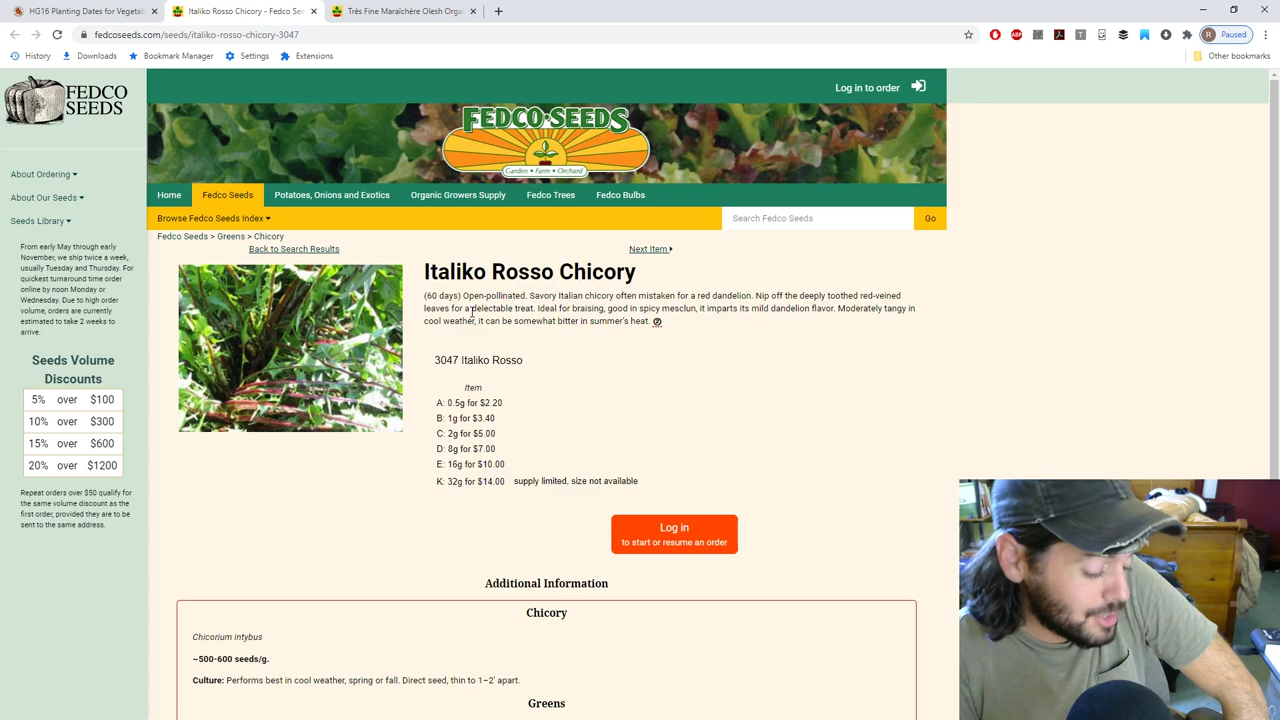 HG16 Planting Dates for Vegetab
Italiko Rosso Chicory - Fedco See
Très Fine Maraîchère Olesh Organ
fedcoseeds.com/seeds/italiko-rosso-chicory-3047
ABP
T
R Paused
History Downloads Bookmark Manager Settings Extensions Other bookmarks
FEDCO
SEEDS
Log in to order
FEDCO SEEDS
Garden • Farm • Orchard
About Ordering
About Our Seeds
Seeds Library
Home Fedco Seeds Potatoes, Onions and Exotics Organic Growers Supply Fedco Trees Fedco Bulbs
Browse Fedco Seeds Index Search Fedco Seeds Go
Fedco Seeds > Greens > Chicory
Back to Search Results Next Item
From early May through early
November, we ship twice a week,
usually Tuesday and Thursday. For
quickest turnaround time order
online by noon Monday or
Wednesday. Due to high order
volume, orders are currently
estimated to take 2 weeks to
arrive.
Seeds Volume
Discounts
5% over $100
10% over $300
15% over $600
20% over $1200
Repeat orders over $50 qualify for
the same volume discount as the
first order, provided they are to be
sent to the same address.
Italiko Rosso Chicory
(60 days) Open-pollinated. Savory Italian chicory often mistaken for a red dandelion. Nip off the deeply toothed red-veined
leaves for a delectable treat. Ideal for braising, good in spicy mesclun, it imparts its mild dandelion flavor. Moderately tangy in
cool weather, it can be somewhat bitter in summer's heat.
3047 Italiko Rosso
Item
A: 0.5g for $2.20
B: 1g for $3.40
C: 2g for $5.00
D: 8g for $7.00
E: 16g for $10.00
K: 32g for $14.00 supply limited, size not available
Log in
to start or resume an order
Additional Information
Chicory
Chicorium intybus
~500-600 seeds/g.
Culture: Performs best in cool weather, spring or fall. Direct seed, thin to 1–2' apart.
Greens